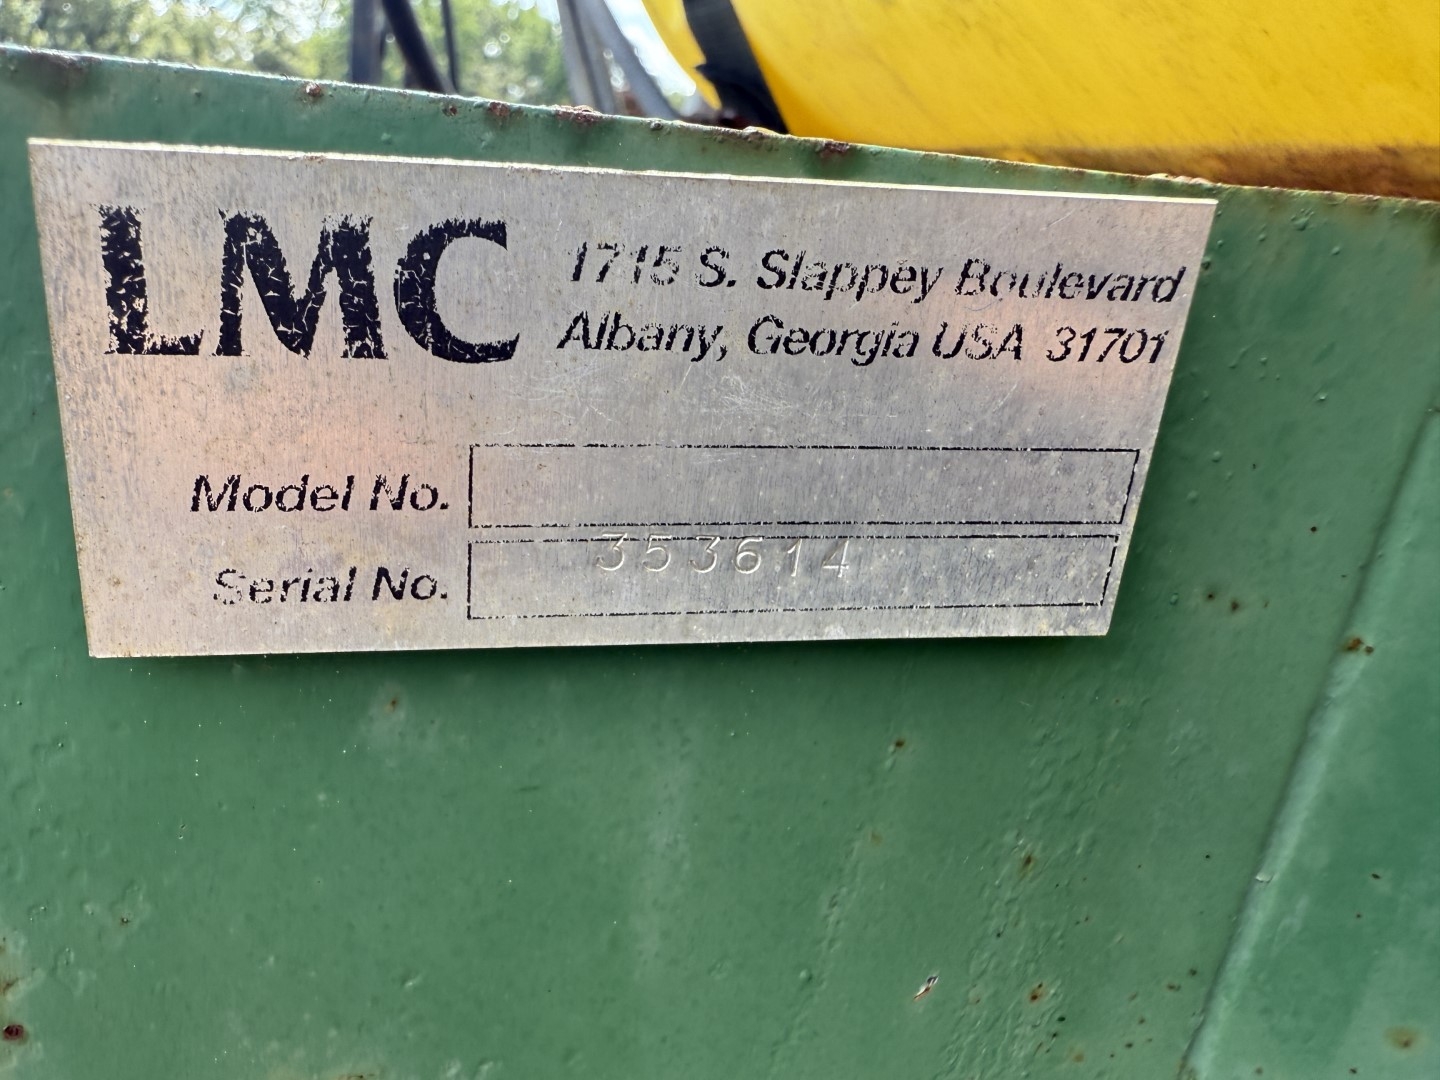 LMC
1715 S. Slappey Boulevard
Albany, Georgia USA 31701
Model No.
Serial No. 353614